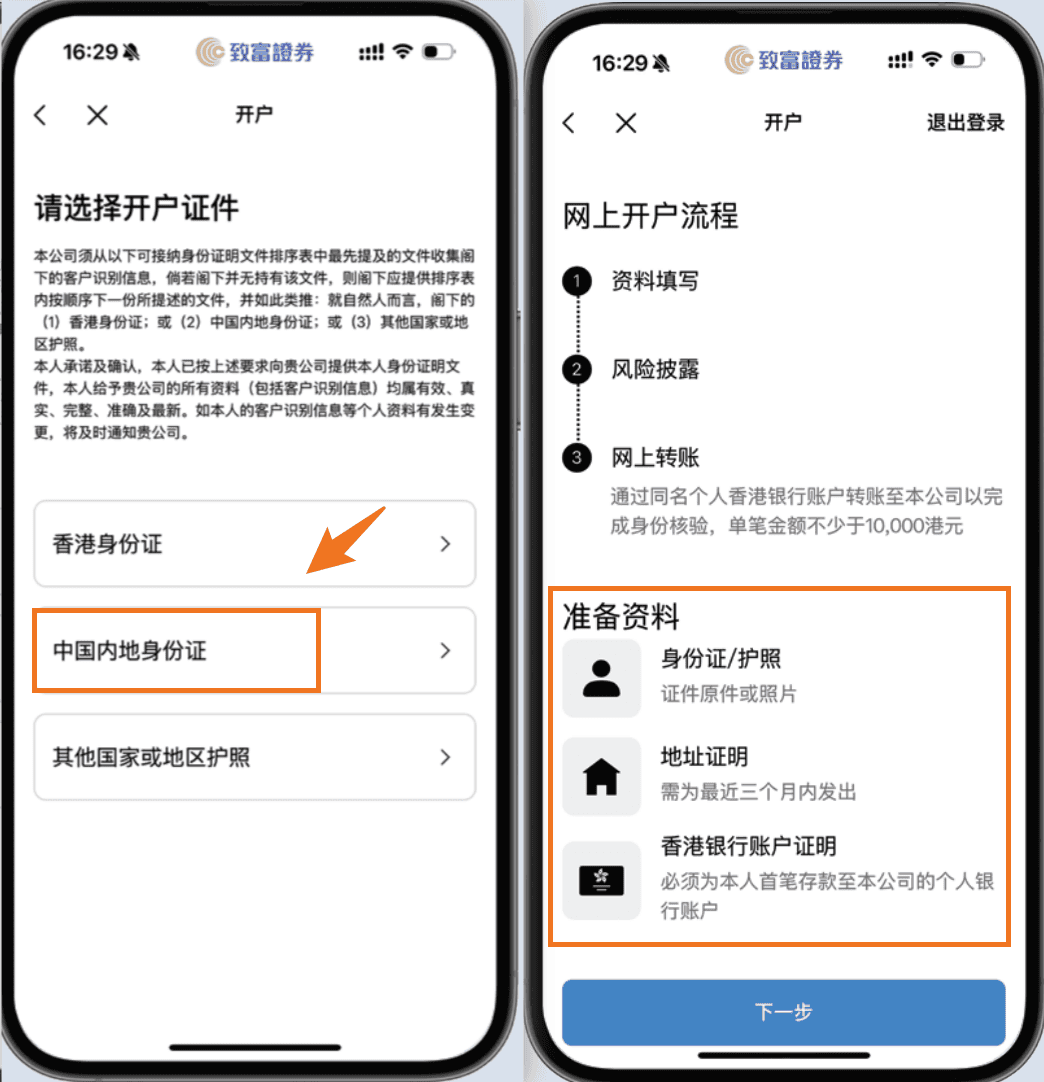 16:29
致富證券
开户
请选择开户证件
本公司须从以下可接纳身份证明文件排序表中最先提及的文件收集阁
下的客户识别信息，倘若阁下并无持有该文件，则阁下应提供排序表
内按顺序下一份所提述的文件，并如此类推：就自然人而言，阁下的
（1）香港身份证；或（2）中国内地身份证；或（3）其他国家或地
区护照。
本人承诺及确认，本人已按上述要求向贵公司提供本人身份证明文
件，本人给予贵公司的所有资料（包括客户识别信息）均属有效、真
实、完整、准确及最新。如本人的客户识别信息等个人资料有发生变
更，将及时通知贵公司。
香港身份证
中国内地身份证
其他国家或地区护照
16:29
致富證券
开户
退出登录
网上开户流程
1 资料填写
2 风险披露
3 网上转账
通过同名个人香港银行账户转账至本公司以完
成身份核验，单笔金额不少于10,000港元
准备资料
身份证/护照
证件原件或照片
地址证明
需为最近三个月内发出
香港银行账户证明
必须为本人首笔存款至本公司的个人银
行账户
下一步